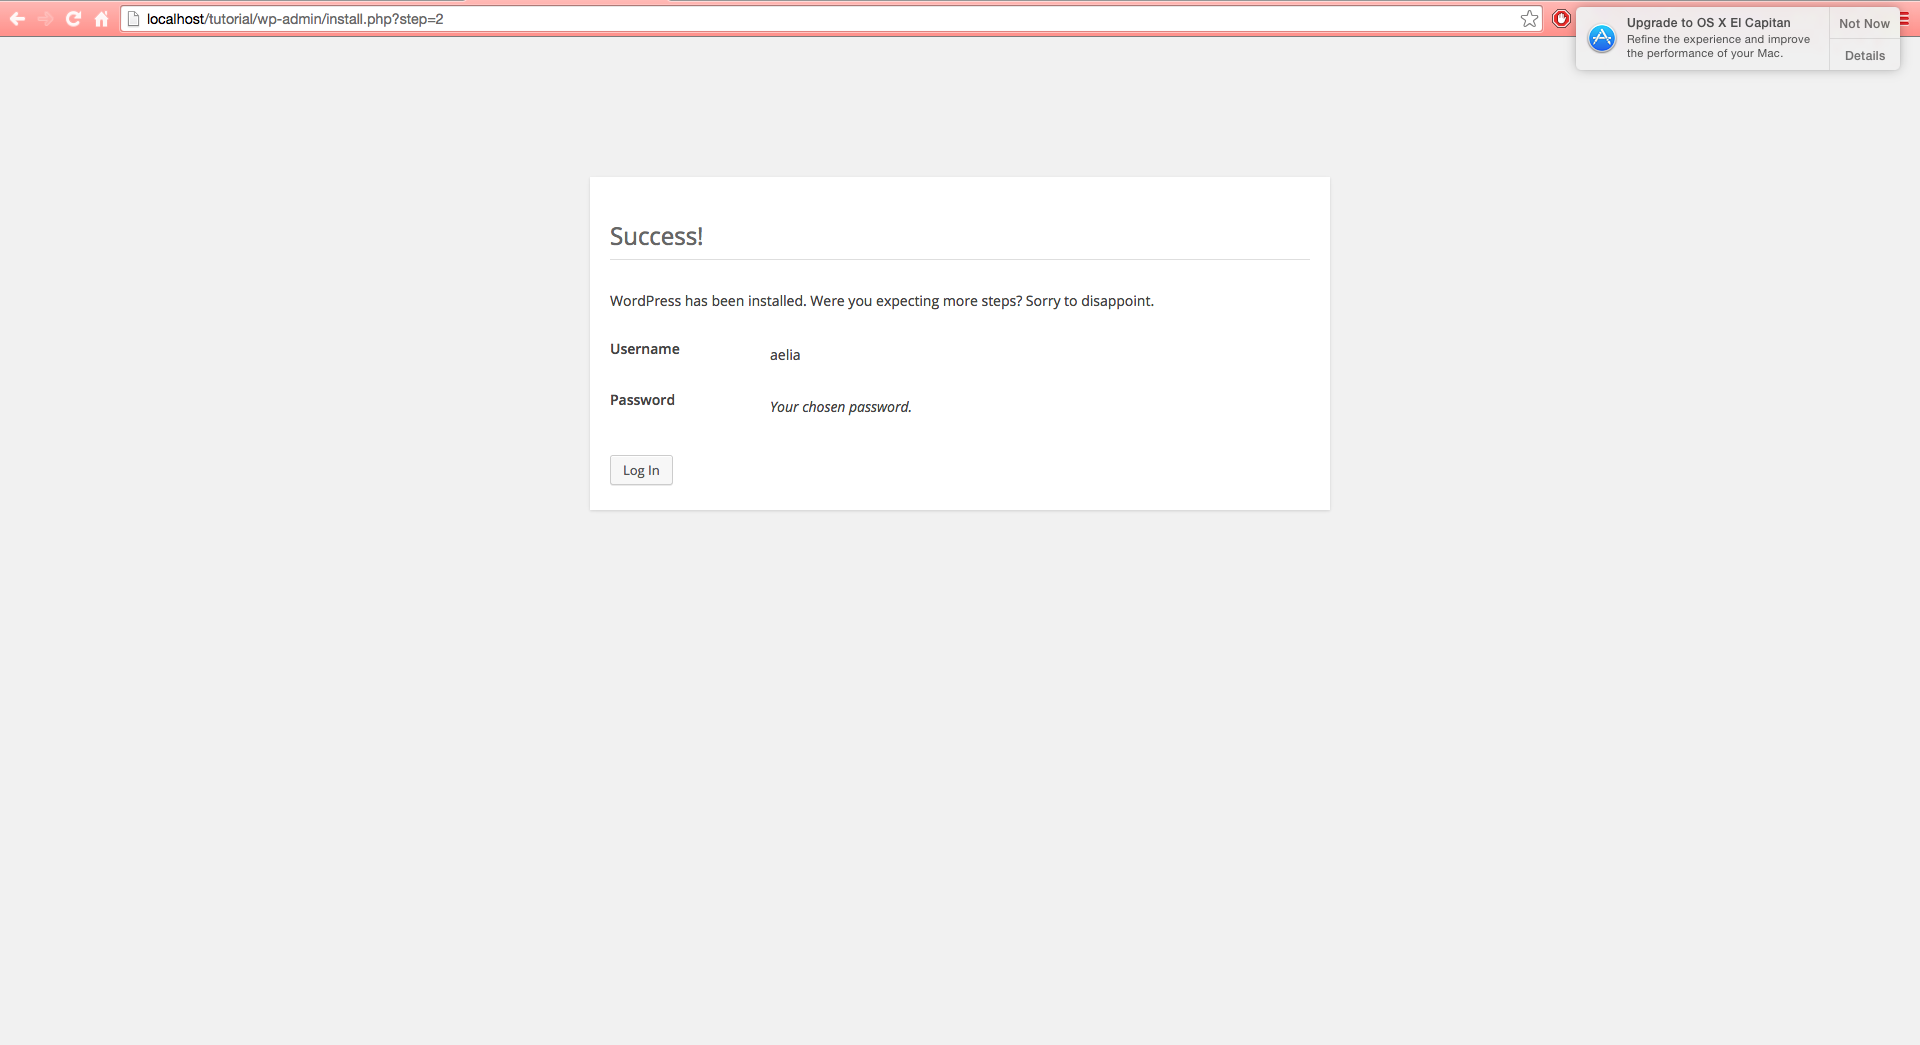 localhost/tutorial/wp-admin/install.php?step=2
Upgrade to OS X El Capitan
Refine the experience and improve
the performance of your Mac.
Not Now
Details
Success!
WordPress has been installed. Were you expecting more steps? Sorry to disappoint.
Username
aelia
Password
Your chosen password.
Log In